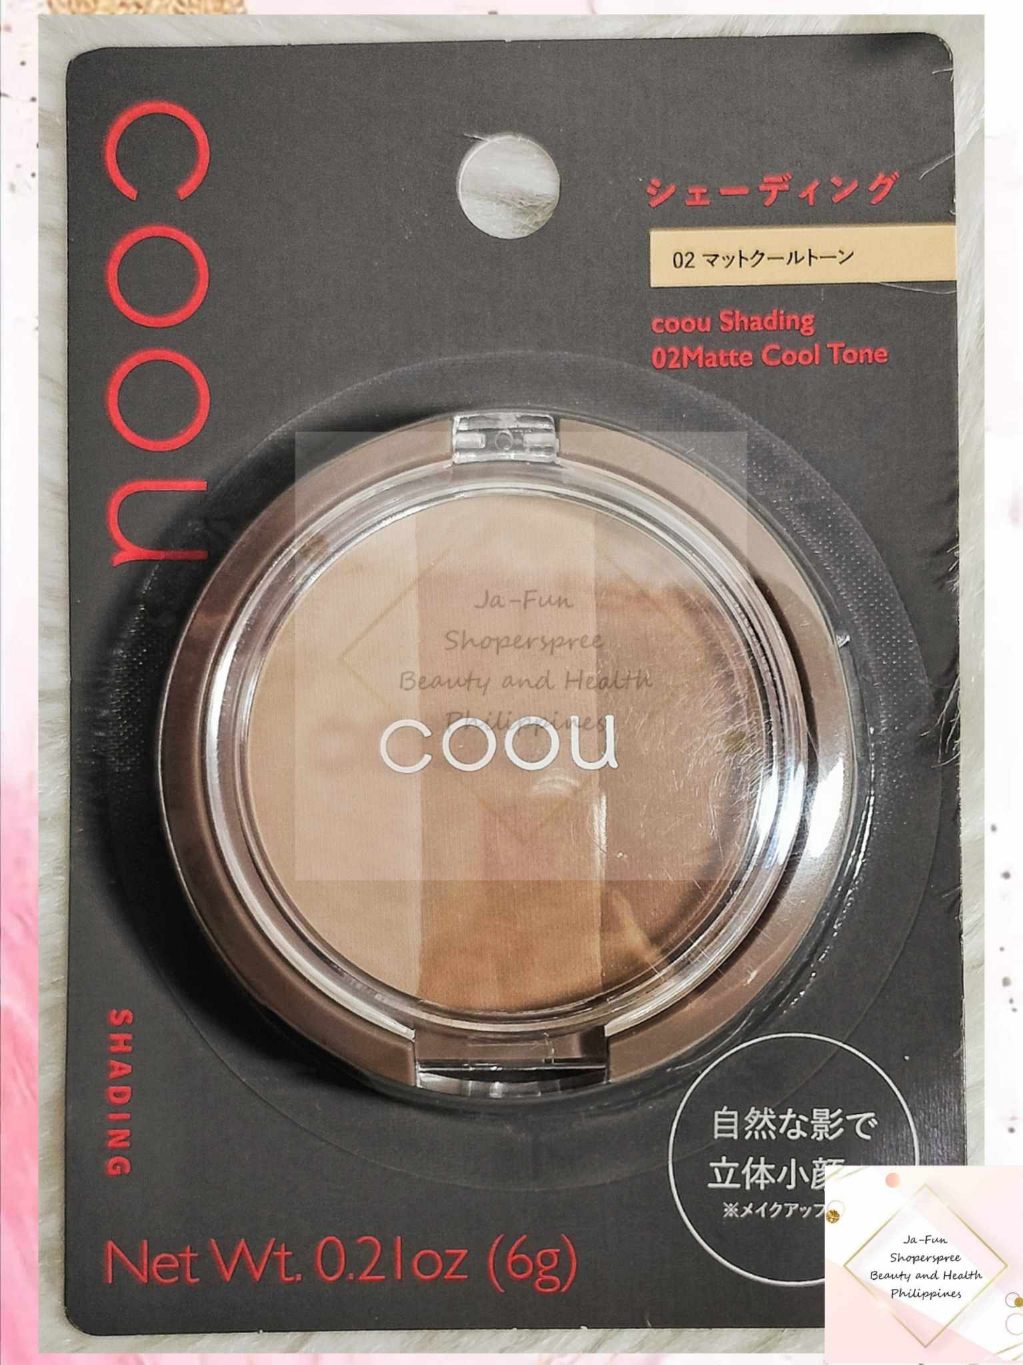 coou
シェーディング
02 マットクールトーン
coou Shading
02Matte Cool Tone
Ja-Fun
Shoperspree
Beauty and Health
Philippines
coou
SHADING
自然な影で
立体小顔
※メイクアップ
Net Wt. 0.21oz (6g)
Ja-Fun
Shoperspree
Beauty and Health
Philippines